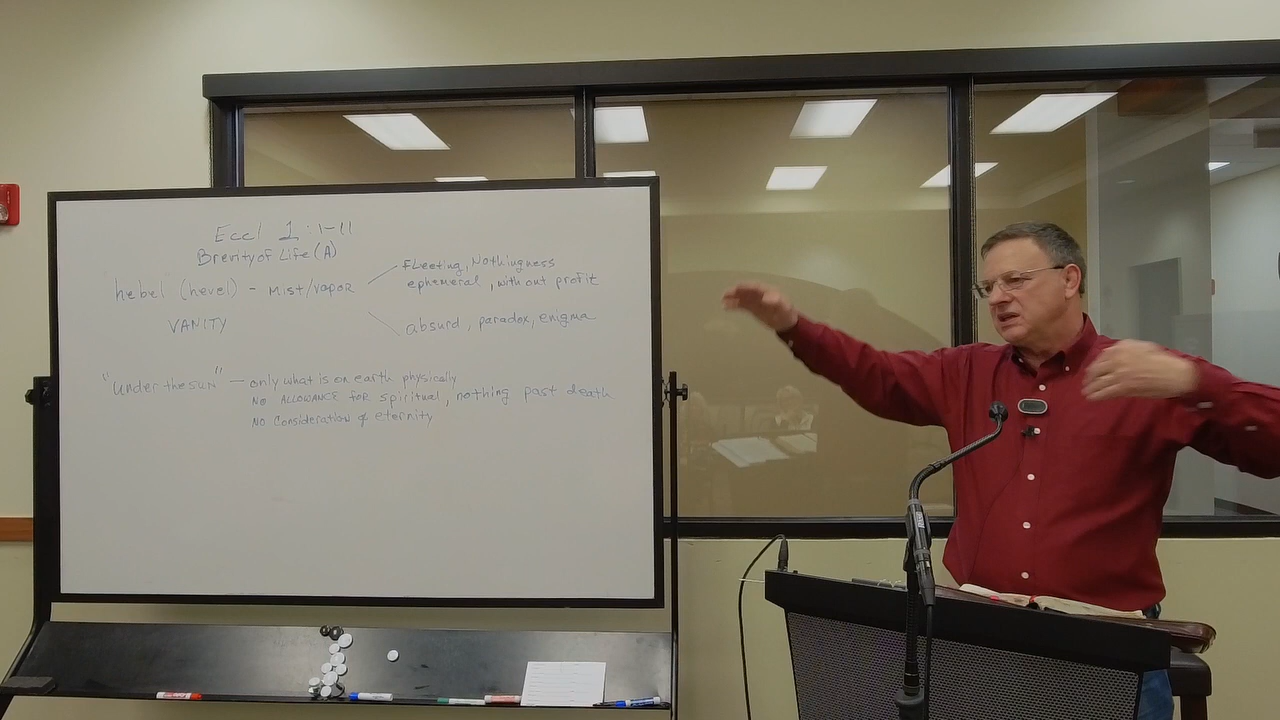 Eccl 1:1-11
Brevity of Life (A)
hebel (hevel) - Mist/vapor
fleeting, Nothingness
ephemeral, with out profit
VANITY
absurd, paradox, enigma
"under the sun" - only what is on earth physically
NO ALLOWANCE for spiritual, nothing past death
NO consideration of eternity